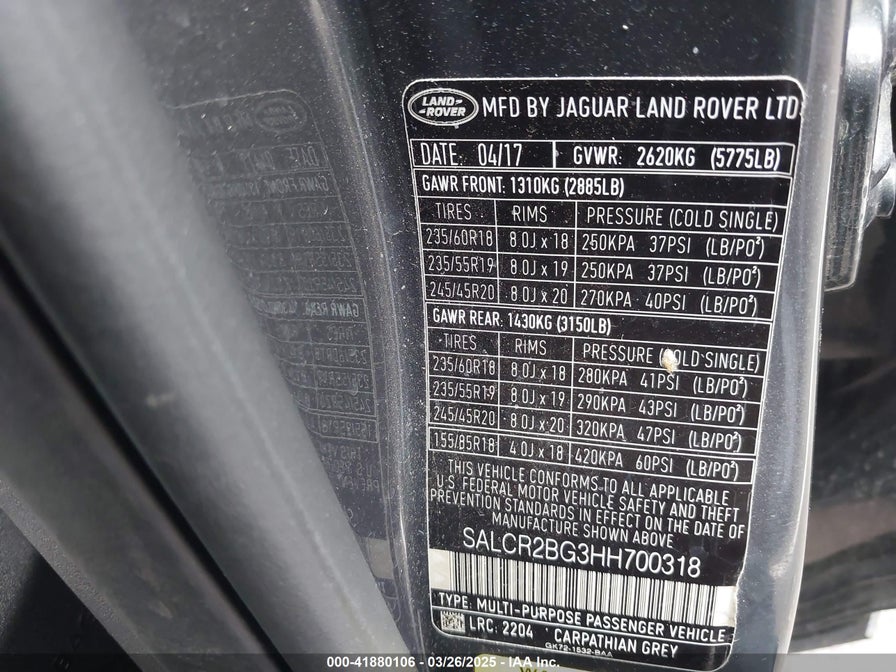 LAND-ROVER MFD BY JAGUAR LAND ROVER LTD
DATE: 04/17 GVWR: 2620KG (5775LB)
GAWR FRONT: 1310KG (2885LB)
TIRES RIMS PRESSURE (COLD SINGLE)
235/60R18 8.0J x 18 250KPA 37PSI (LB/PO²)
235/55R19 8.0J x 19 250KPA 37PSI (LB/PO²)
245/45R20 8.0J x 20 270KPA 40PSI (LB/PO²)
GAWR REAR: 1430KG (3150LB)
TIRES RIMS PRESSURE (COLD SINGLE)
235/60R18 8.0J x 18 280KPA 41PSI (LB/PO²)
235/55R19 8.0J x 19 290KPA 43PSI (LB/PO²)
245/45R20 8.0J x 20 320KPA 47PSI (LB/PO²)
155/85R18 4.0J x 18 420KPA 60PSI (LB/PO²)
THIS VEHICLE CONFORMS TO ALL APPLICABLE
U.S. FEDERAL MOTOR VEHICLE SAFETY AND THEFT
PREVENTION STANDARDS IN EFFECT ON THE DATE OF
MANUFACTURE SHOWN ABOVE
SALCR2BG3HH700318
TYPE: MULTI-PURPOSE PASSENGER VEHICLE
LRC: 2204 CARPATHIAN GREY
GK72-1532-BAA
000-41880106 - 03/26/2025 - IAA Inc.